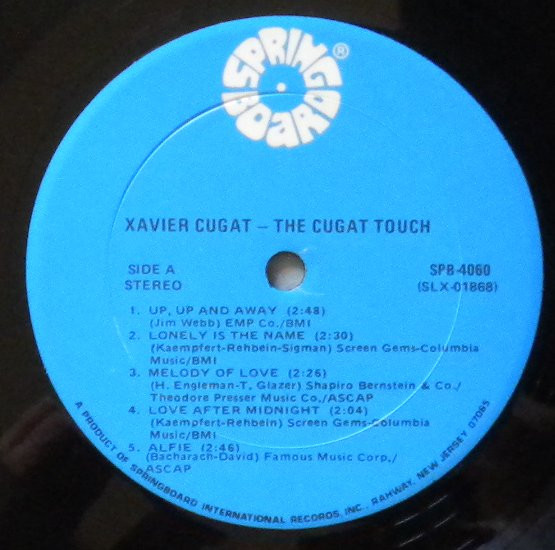 SPRING BOARD ®
XAVIER CUGAT – THE CUGAT TOUCH
SIDE A
STEREO
SPB-4060
(SLX-01868)
1. UP, UP AND AWAY (2:48)
(Jim Webb) EMP Co./BMI
2. LONELY IS THE NAME (2:30)
(Kaempfert-Rehbein-Sigman) Screen Gems-Columbia
Music/BMI
3. MELODY OF LOVE (2:26)
(H. Engleman-T. Glazer) Shapiro Bernstein & Co./
Theodore Presser Music Co./ASCAP
4. LOVE AFTER MIDNIGHT (2:04)
(Kaempfert-Rehbein) Screen Gems-Columbia
Music/BMI
5. ALFIE (2:46)
(Bacharach-David) Famous Music Corp./
ASCAP
A PRODUCT OF SPRINGBOARD INTERNATIONAL RECORDS, INC., RAHWAY, NEW JERSEY 07065